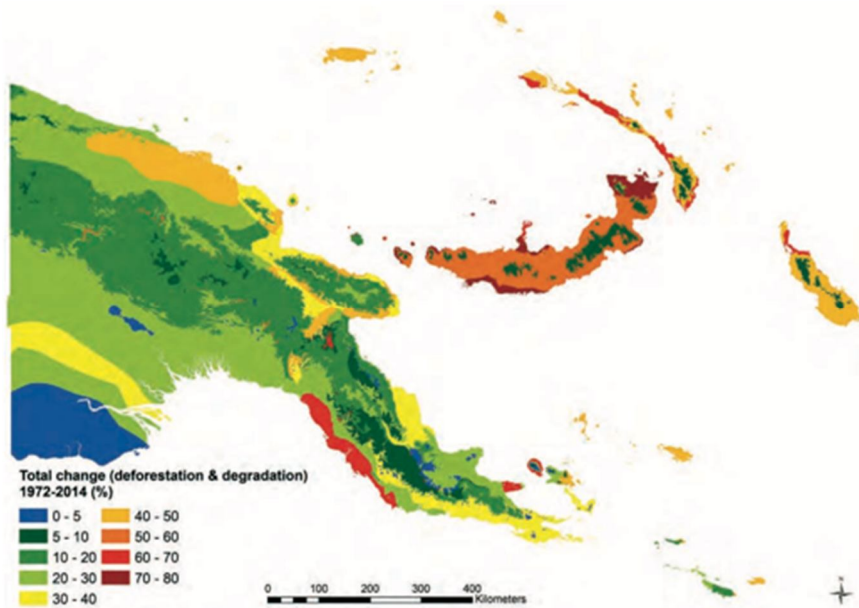 Total change (deforestation & degradation)
1972-2014 (%)
0 - 5
5 - 10
10 - 20
20 - 30
30 - 40
40 - 50
50 - 60
60 - 70
70 - 80
0 100 200 300 400
Kilometers